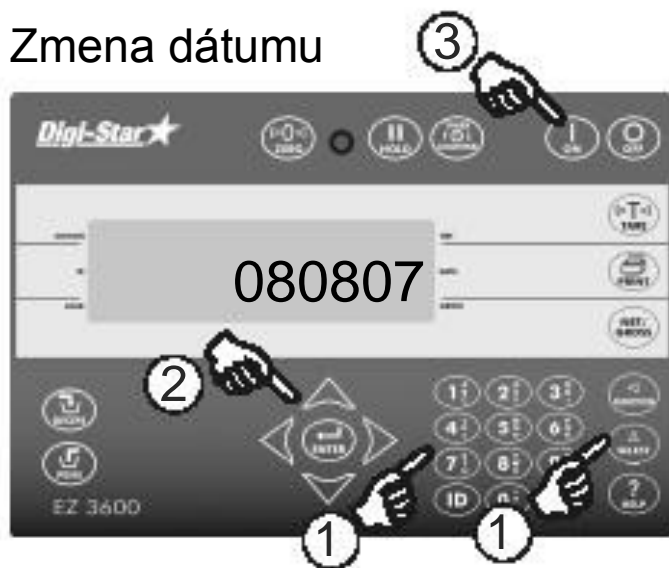 Zmena dátumu
3
Digi-Star
ZERO
HOLD
ON
OFF
TARE
PRINT
NET/
GROSS
080807
2
1 2 3
4 5 6
7 8
ID 0
ENTER
SELECT
?
HELP
EZ 3600
1
1